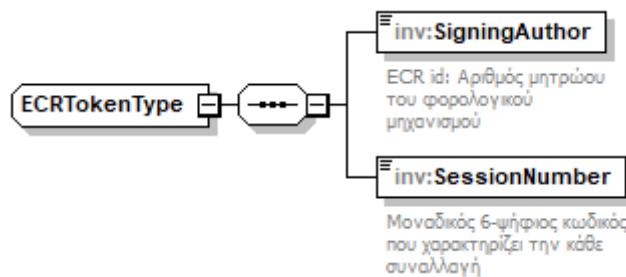 inv:SigningAuthor
ECR id: Αριθμός μητρώου
του φορολογικού
μηχανισμού
ECRTokenType
inv:SessionNumber
Μοναδικός 6-ψήφιος κωδικός
που χαρακτηρίζει την κάθε
συναλλαγή